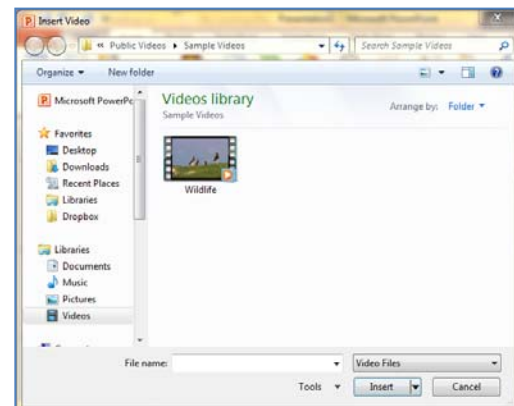 Insert Video
« Public Videos ▸ Sample Videos
Search Sample Videos
Organize ▾ New folder
Microsoft PowerPo
Videos library
Sample Videos
Arrange by: Folder ▾
Favorites
Desktop
Downloads
Recent Places
Libraries
Dropbox
Wildlife
Libraries
Documents
Music
Pictures
Videos
File name:
Video Files
Tools ▾ Insert Cancel